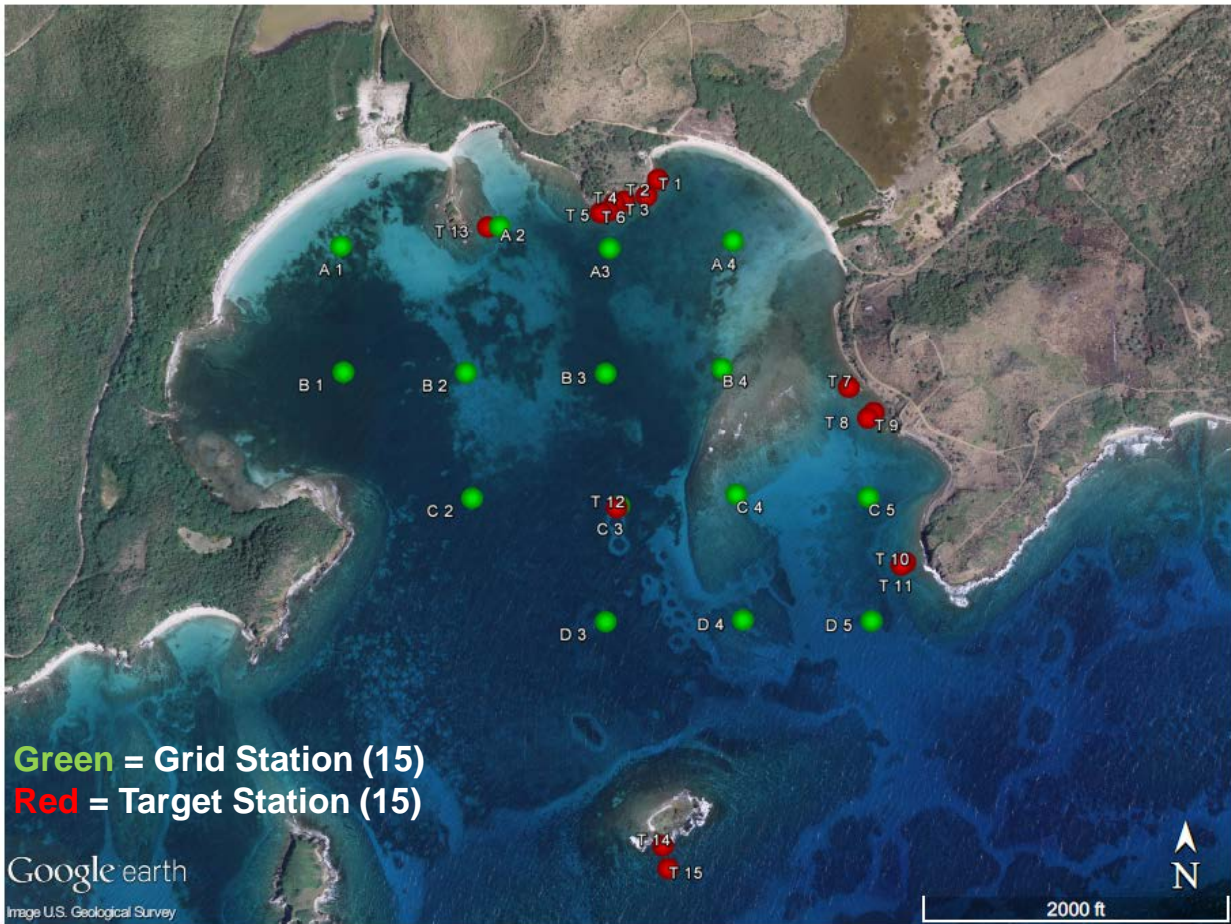 T 1
T 2
T 4
T 3
T 5
T 6
T 13
A 2
A 1
A3
A 4
B 1
B 2
B 3
B 4
T 7
T 8
T 9
C 2
T 12
C 3
C 4
C 5
T 10
T 11
D 3
D 4
D 5
Green = Grid Station (15)
Red = Target Station (15)
T 14
T 15
Google earth
Image U.S. Geological Survey
N
2000 ft